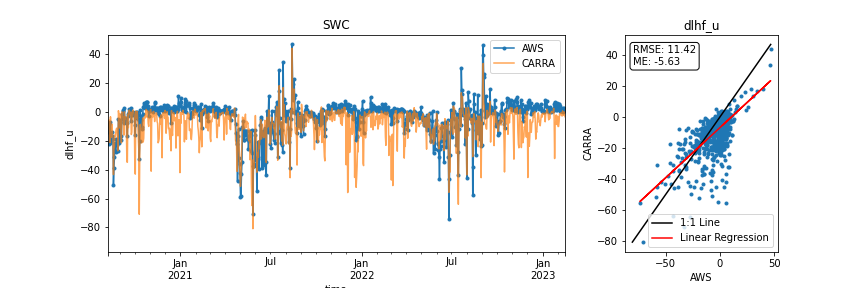 SWC
dlhf_u
40
20
0
−20
−40
−60
−80
dlhf_u
AWS
CARRA
Jan
2021
Jul
Jan
2022
Jul
Jan
2023
time
dlhf_u
RMSE: 11.42
ME: -5.63
40
20
0
−20
−40
−60
−80
CARRA
1:1 Line
Linear Regression
−50
0
50
AWS